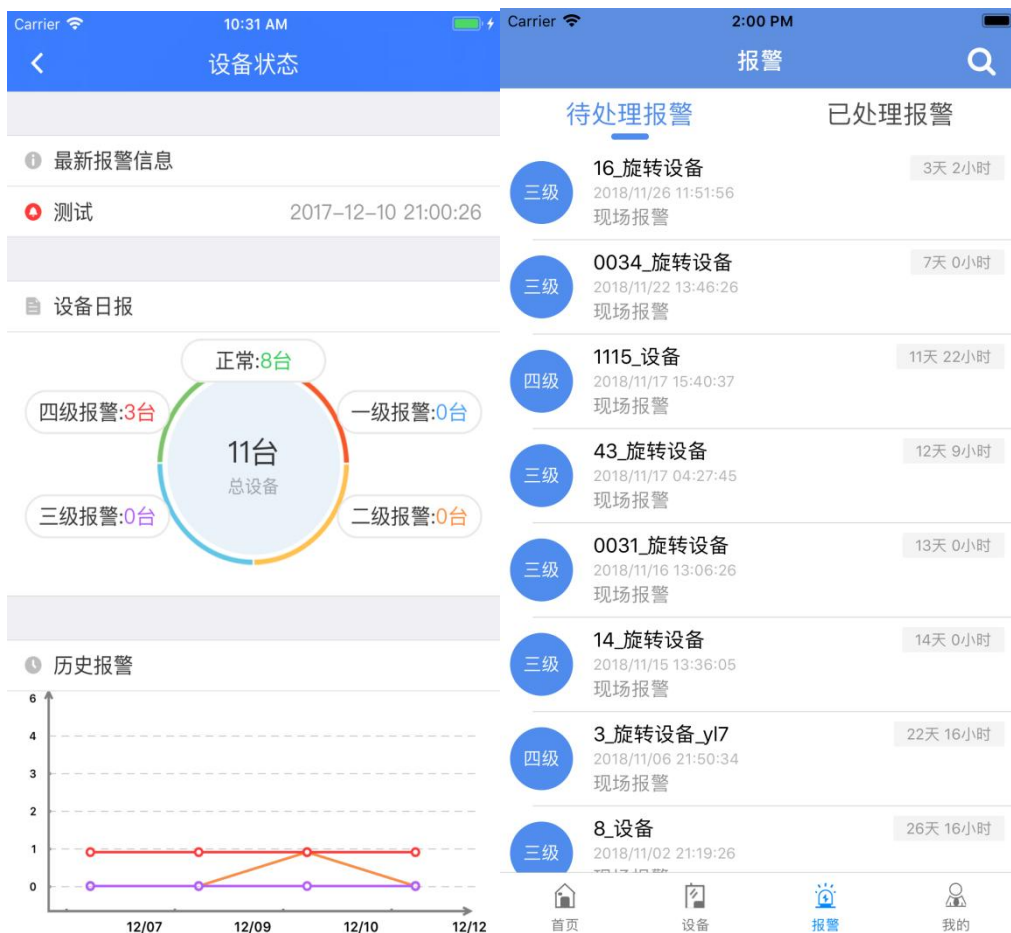 Carrier
10:31 AM
设备状态
最新报警信息
测试 2017-12-10 21:00:26
设备日报
正常:8台
四级报警:3台
一级报警:0台
11台
总设备
三级报警:0台
二级报警:0台
历史报警
6
4
3
2
1
0
12/07 12/09 12/10 12/12
Carrier
2:00 PM
报警
待处理报警 已处理报警
三级
16_旋转设备
3天 2小时
2018/11/26 11:51:56
现场报警
三级
0034_旋转设备
7天 0小时
2018/11/22 13:46:26
现场报警
四级
1115_设备
11天 22小时
2018/11/17 15:40:37
现场报警
三级
43_旋转设备
12天 9小时
2018/11/17 04:27:45
现场报警
三级
0031_旋转设备
13天 0小时
2018/11/16 13:06:26
现场报警
三级
14_旋转设备
14天 0小时
2018/11/15 13:36:05
现场报警
四级
3_旋转设备_yl7
22天 16小时
2018/11/06 21:50:34
现场报警
三级
8_设备
26天 16小时
2018/11/02 21:19:26
首页 设备 报警 我的